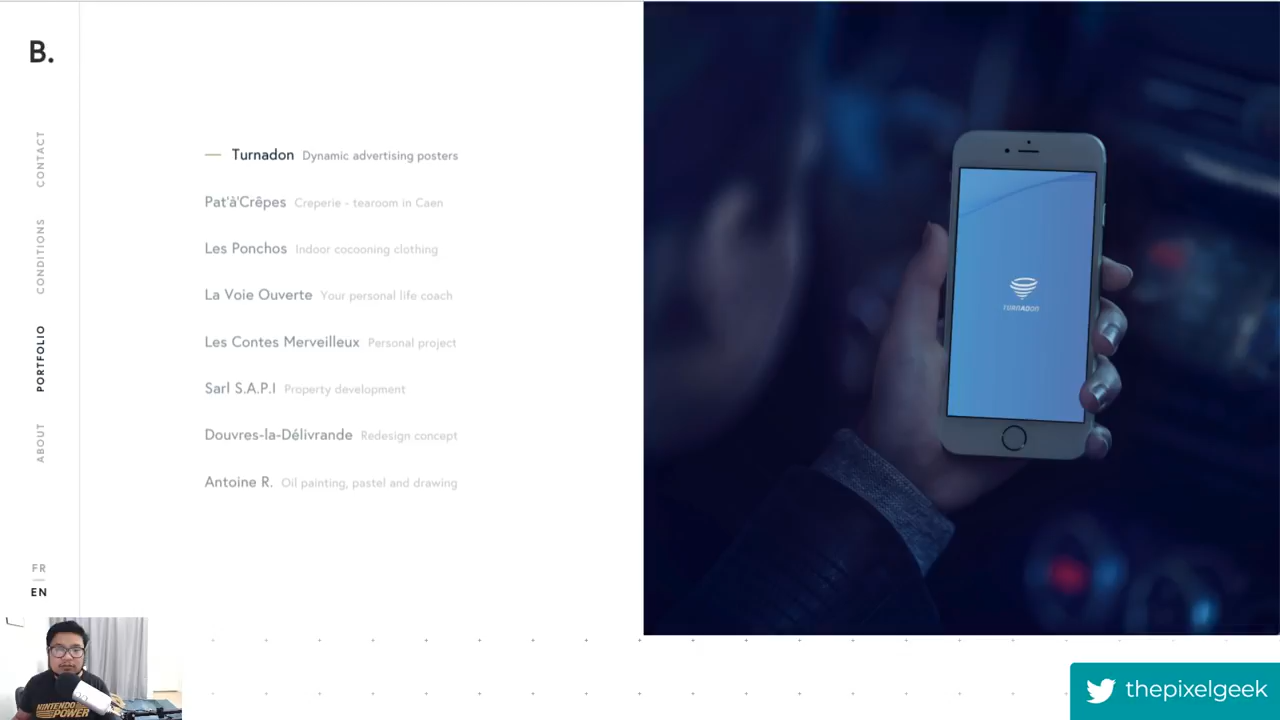 B.
CONTACT
CONDITIONS
PORTFOLIO
ABOUT
FR
EN
Turnadon Dynamic advertising posters
Pat'à'Crêpes Creperie - tearoom in Caen
Les Ponchos Indoor cocooning clothing
La Voie Ouverte Your personal life coach
Les Contes Merveilleux Personal project
Sarl S.A.P.I Property development
Douvres-la-Délivrande Redesign concept
Antoine R. Oil painting, pastel and drawing
TURNADON
NINTENDO
POWER
thepixelgeek